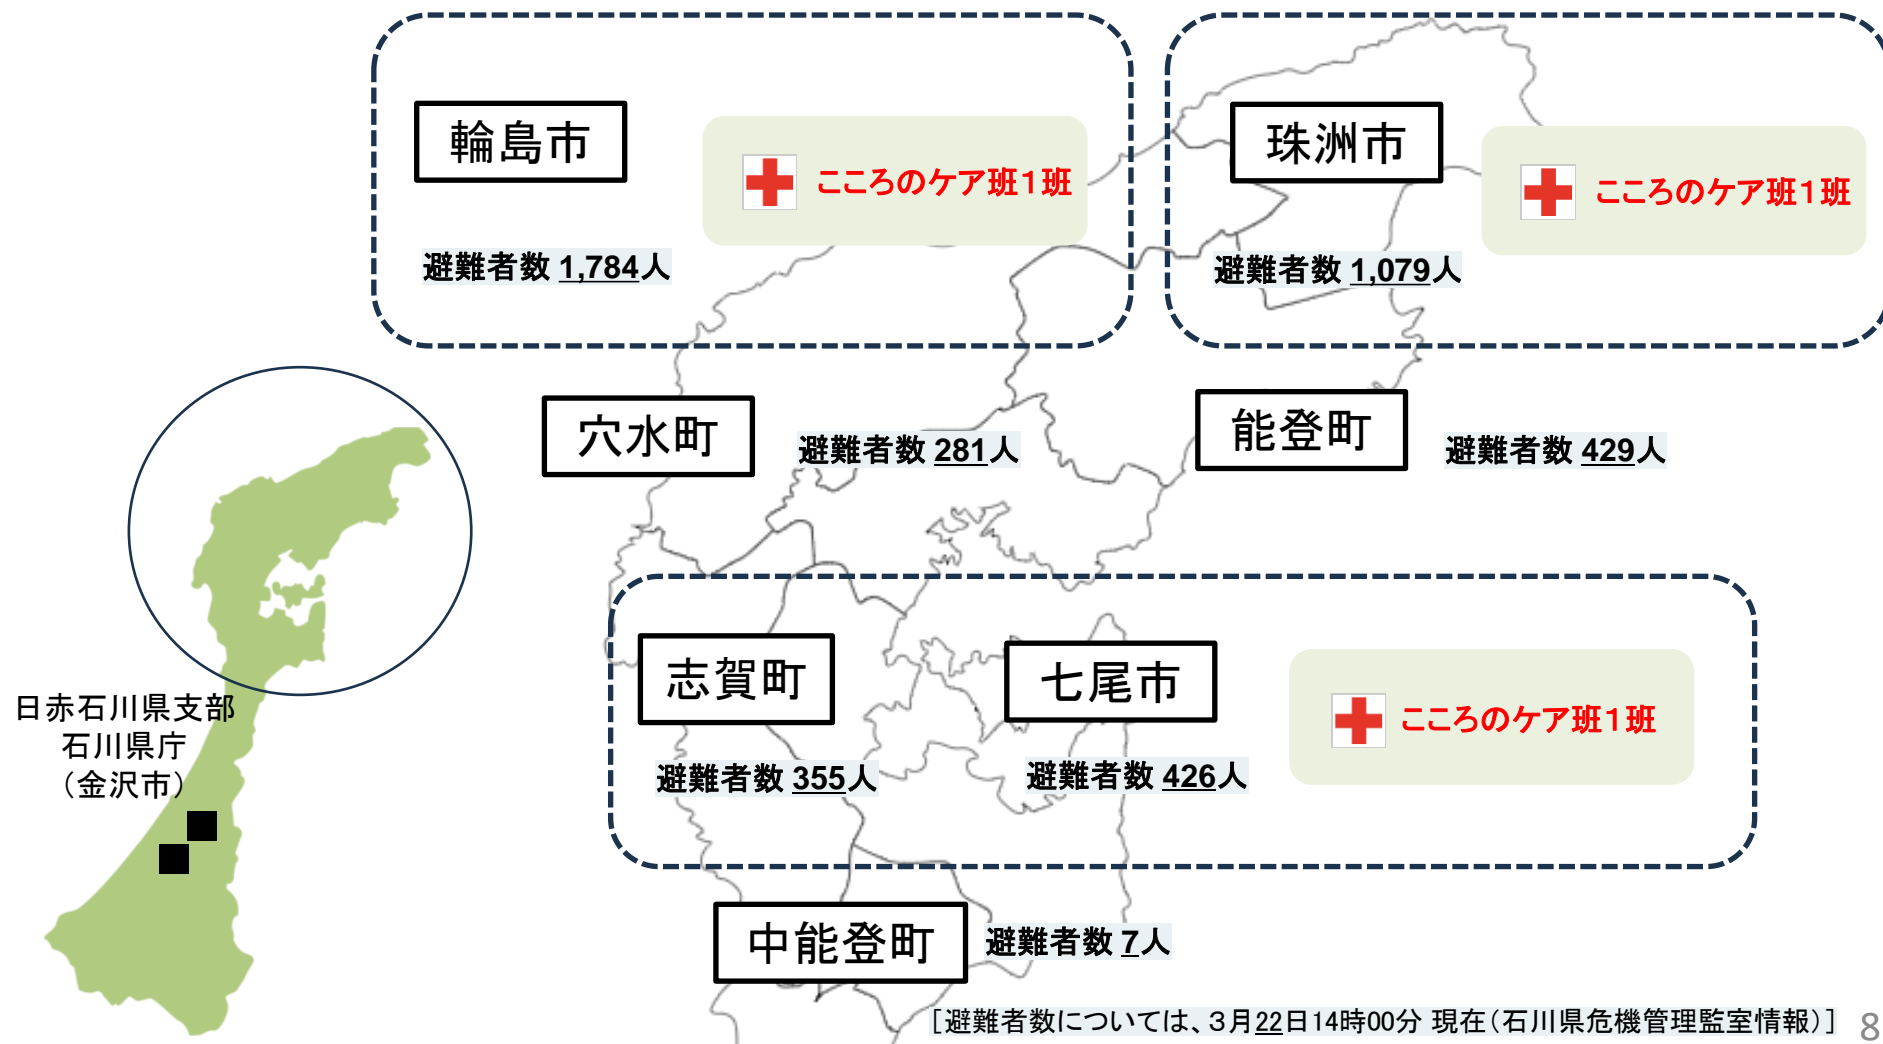 輪島市
こころのケア班1班
避難者数 1,784人
珠洲市
こころのケア班1班
避難者数 1,079人
穴水町
避難者数 281人
能登町
避難者数 429人
志賀町
避難者数 355人
七尾市
避難者数 426人
こころのケア班1班
日赤石川県支部
石川県庁
（金沢市）
中能登町
避難者数 7人
［避難者数については、3月22日14時00分 現在（石川県危機管理監室情報）］
8